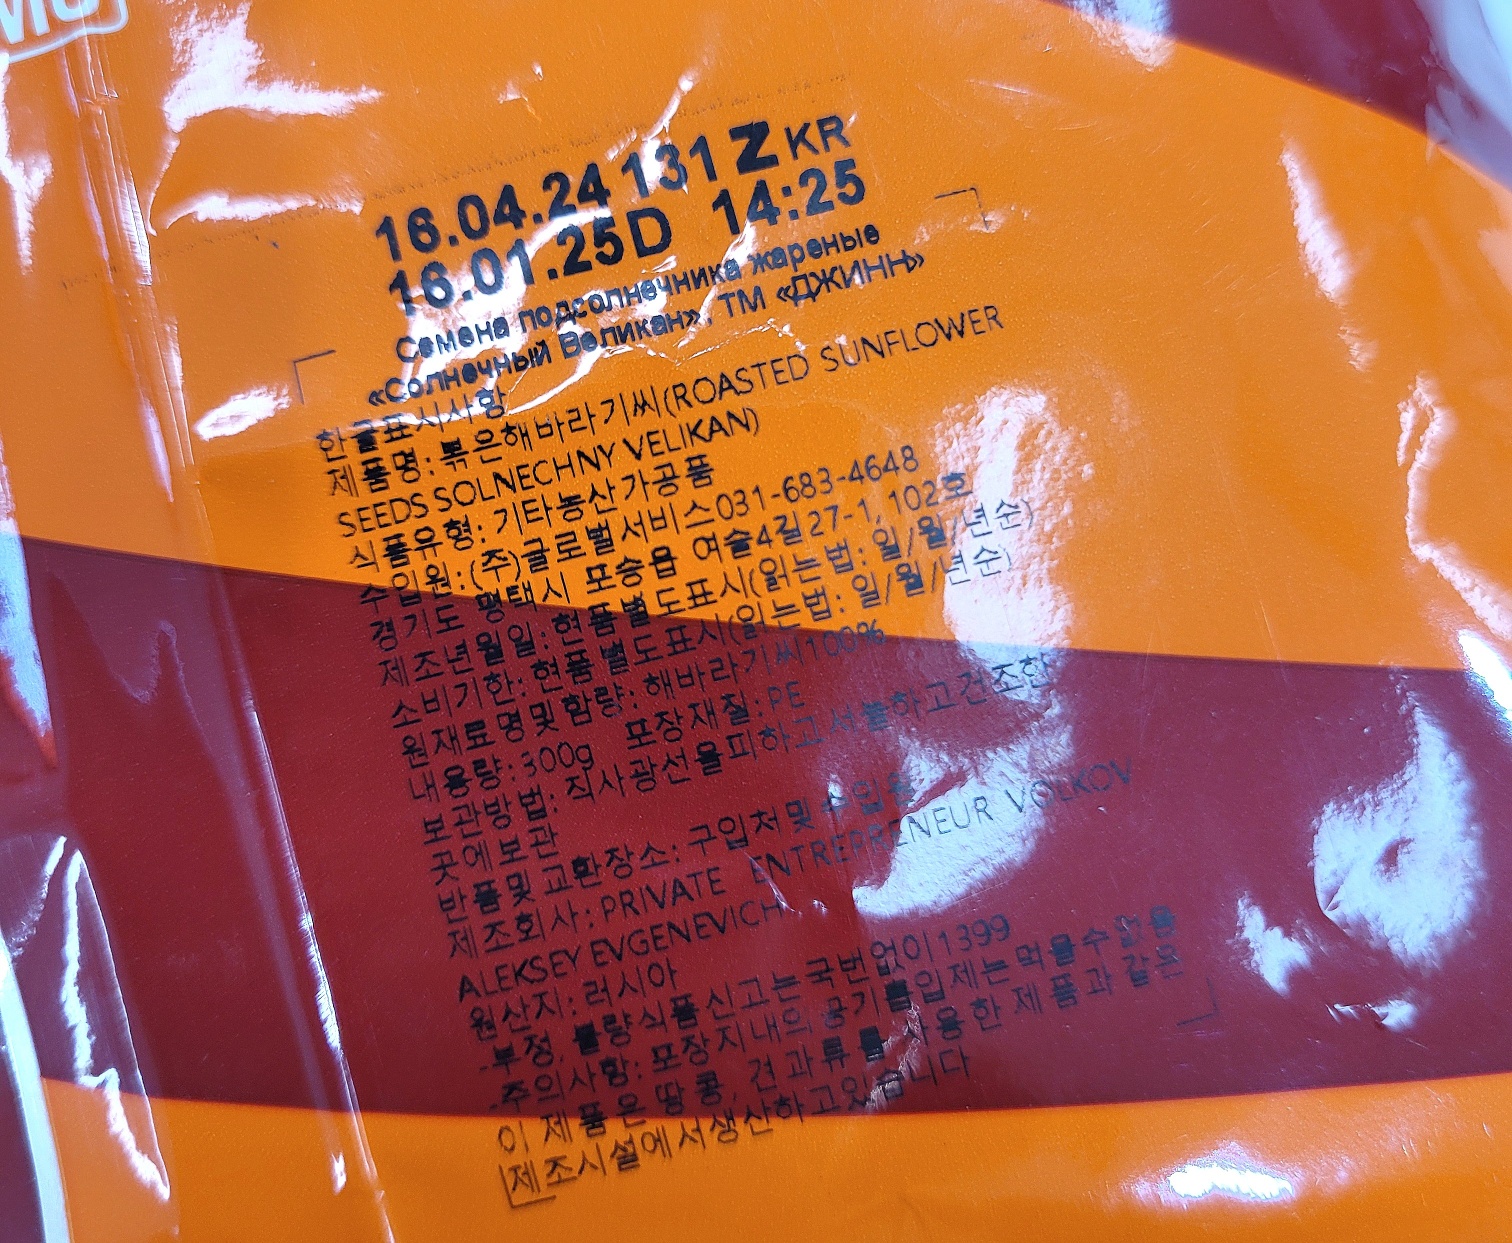 16.04.24 131 Z KR
16.01.25D 14:25
Семена подсолнечника жареные
«Солнечный Великан», ТМ «ДЖИНН»
한글표시사항
제품명: 볶은해바라기씨(ROASTED SUNFLOWER
SEEDS SOLNECHNY VELIKAN)
식품유형: 기타농산가공품
수입원: (주)글로벌서비스031-683-4648
경기도 평택시 포승읍 여술4길27-1, 102호
제조년월일: 현품별도표시(읽는법: 일/월/년순)
소비기한: 현품별도표시(읽는법: 일/월/년순)
원재료명및함량: 해바라기씨100%
내용량: 300g 포장재질: PE
보관방법: 직사광선을피하고서늘하고건조한
곳에보관
반품및교환장소: 구입처및수입원
제조회사: PRIVATE ENTREPRENEUR VOLKOV
ALEKSEY EVGENEVICH
원산지: 러시아
.부정, 불량식품신고는국번없이1399
.주의사항: 포장지내의 공기흡입제는먹을수없음
이 제품은 땅콩, 견과류를 사용한 제품과 같은
제조시설에서생산하고있습니다